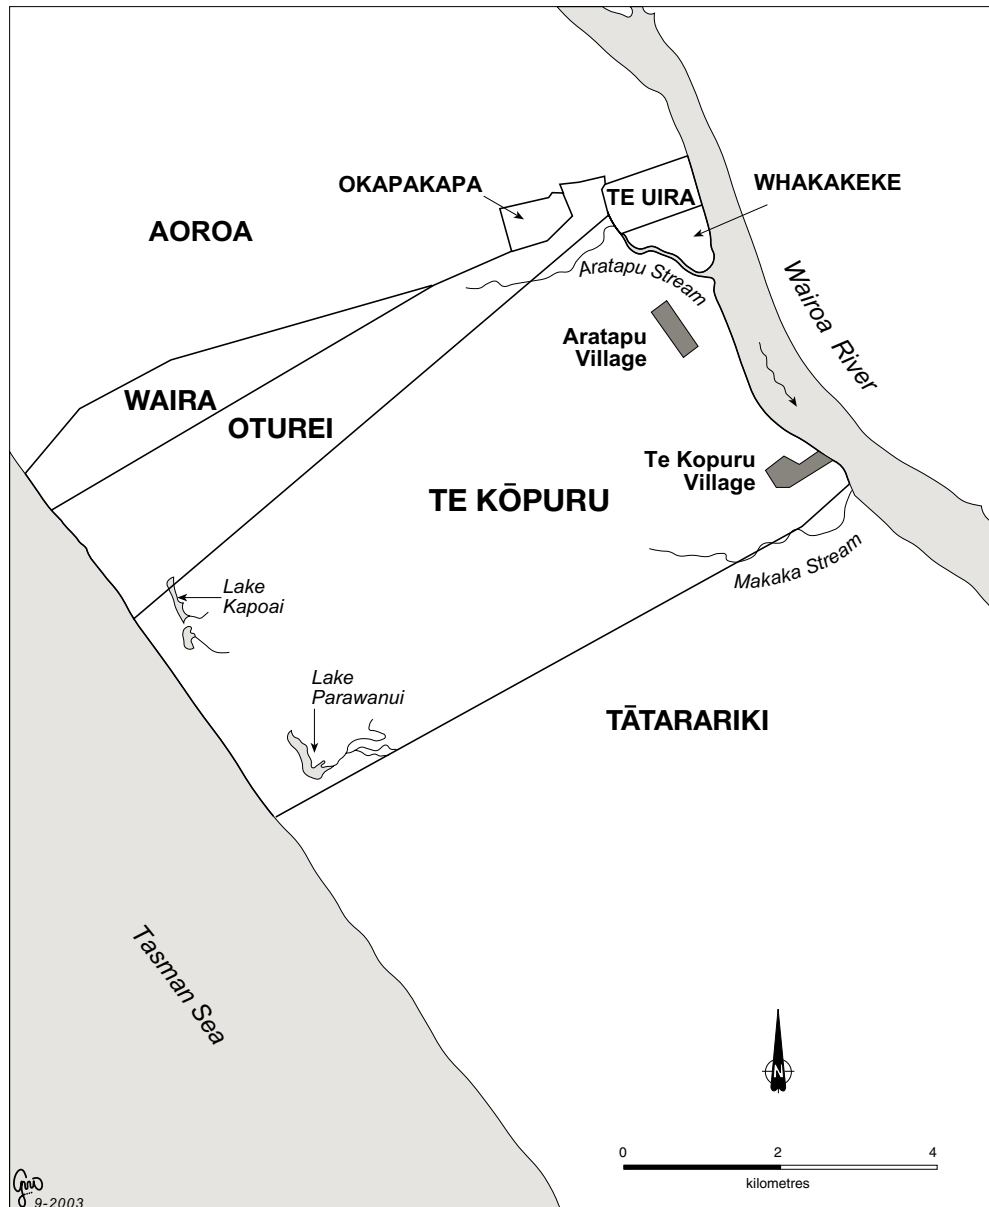 OKAPAKAPA
TE UIRA
WHAKAKEKE
AOROA
Aratapu Stream
Wairoa River
Aratapu
Village
WAIRA
OTUREI
Te Kopuru
Village
TE KŌPURU
Makaka Stream
Lake
Kapoai
Lake
Parawanui
TĀTARARIKI
Tasman Sea
N
0 2 4
kilometres
9-2003